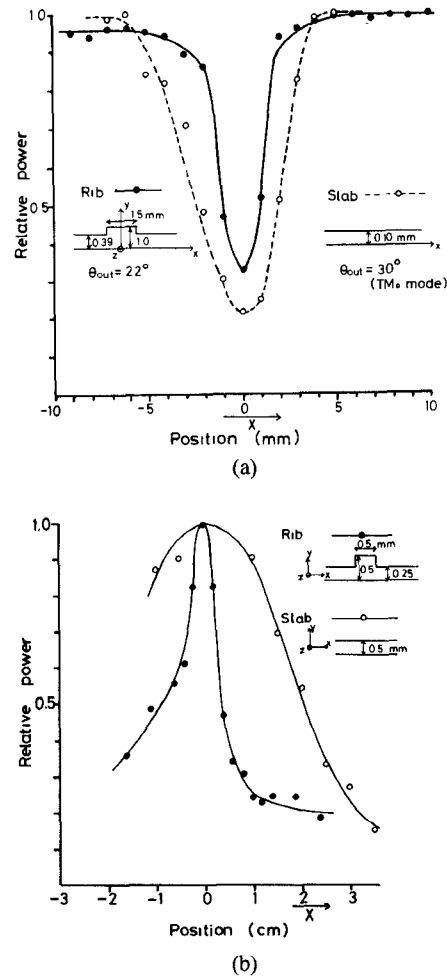 1.0
Relative power
0.5
Rib
1.5 mm
y
0.39
1.0
z
x
θout = 22°
Slab
0.10 mm
x
θout = 30°
(TM₀ mode)
-10
-5
0
5
10
X
Position (mm)
(a)
1.0
Relative power
0.5
Rib
0.5 mm
y
z
x
0.5
0.25
Slab
y
z
x
0.5 mm
-3
-2
-1
0
1
2
3
X
Position (cm)
(b)